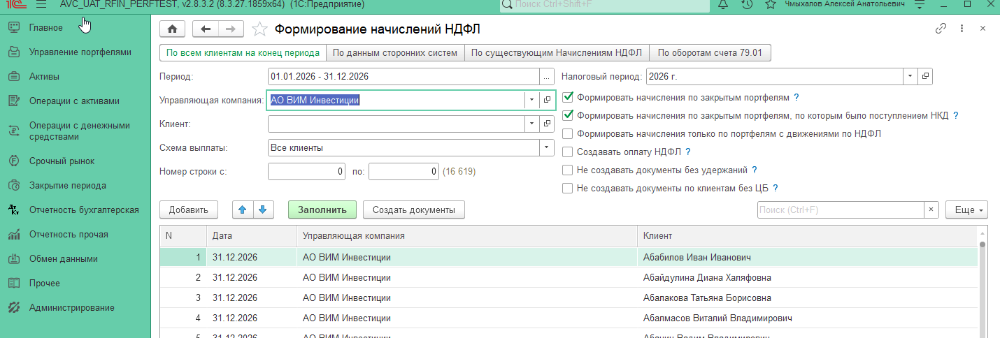 AVC_UAT_RFIN_PERFTEST, v2.8.3.2 (8.3.27.1859x64) (1С:Предприятие) Поиск Ctrl+Shift+F Чмыхалов Алексей Анатольевич
Главное
Управление портфелями
Активы
Операции с активами
Операции с денежными
средствами
Срочный рынок
Закрытие периода
Отчетность бухгалтерская
Отчетность прочая
Обмен данными
Прочее
Администрирование
Формирование начислений НДФЛ
По всем клиентам на конец периода По данным сторонних систем По существующим Начислениям НДФЛ По оборотам счета 79.01
Период: 01.01.2026 - 31.12.2026 ... Налоговый период: 2026 г.
Управляющая компания: АО ВИМ Инвестиции Формировать начисления по закрытым портфелям ?
Формировать начисления по закрытым портфелям, по которым было поступлением НКД ?
Клиент: Формировать начисления только по портфелям с движениями по НДФЛ
Схема выплаты: Все клиенты Создавать оплату НДФЛ ?
Номер строки с: 0 по: 0 (16 619) Не создавать документы без удержаний ?
Не создавать документы по клиентам без ЦБ ?
Добавить Заполнить Создать документы Поиск (Ctrl+F) × Еще
N Дата Управляющая компания Клиент
1 31.12.2026 АО ВИМ Инвестиции Абабилов Иван Иванович
2 31.12.2026 АО ВИМ Инвестиции Абайдулина Диана Халяфовна
3 31.12.2026 АО ВИМ Инвестиции Абалакова Татьяна Борисовна
4 31.12.2026 АО ВИМ Инвестиции Абалмасов Виталий Владимирович
5 31.12.2026 АО ВИМ Инвестиции